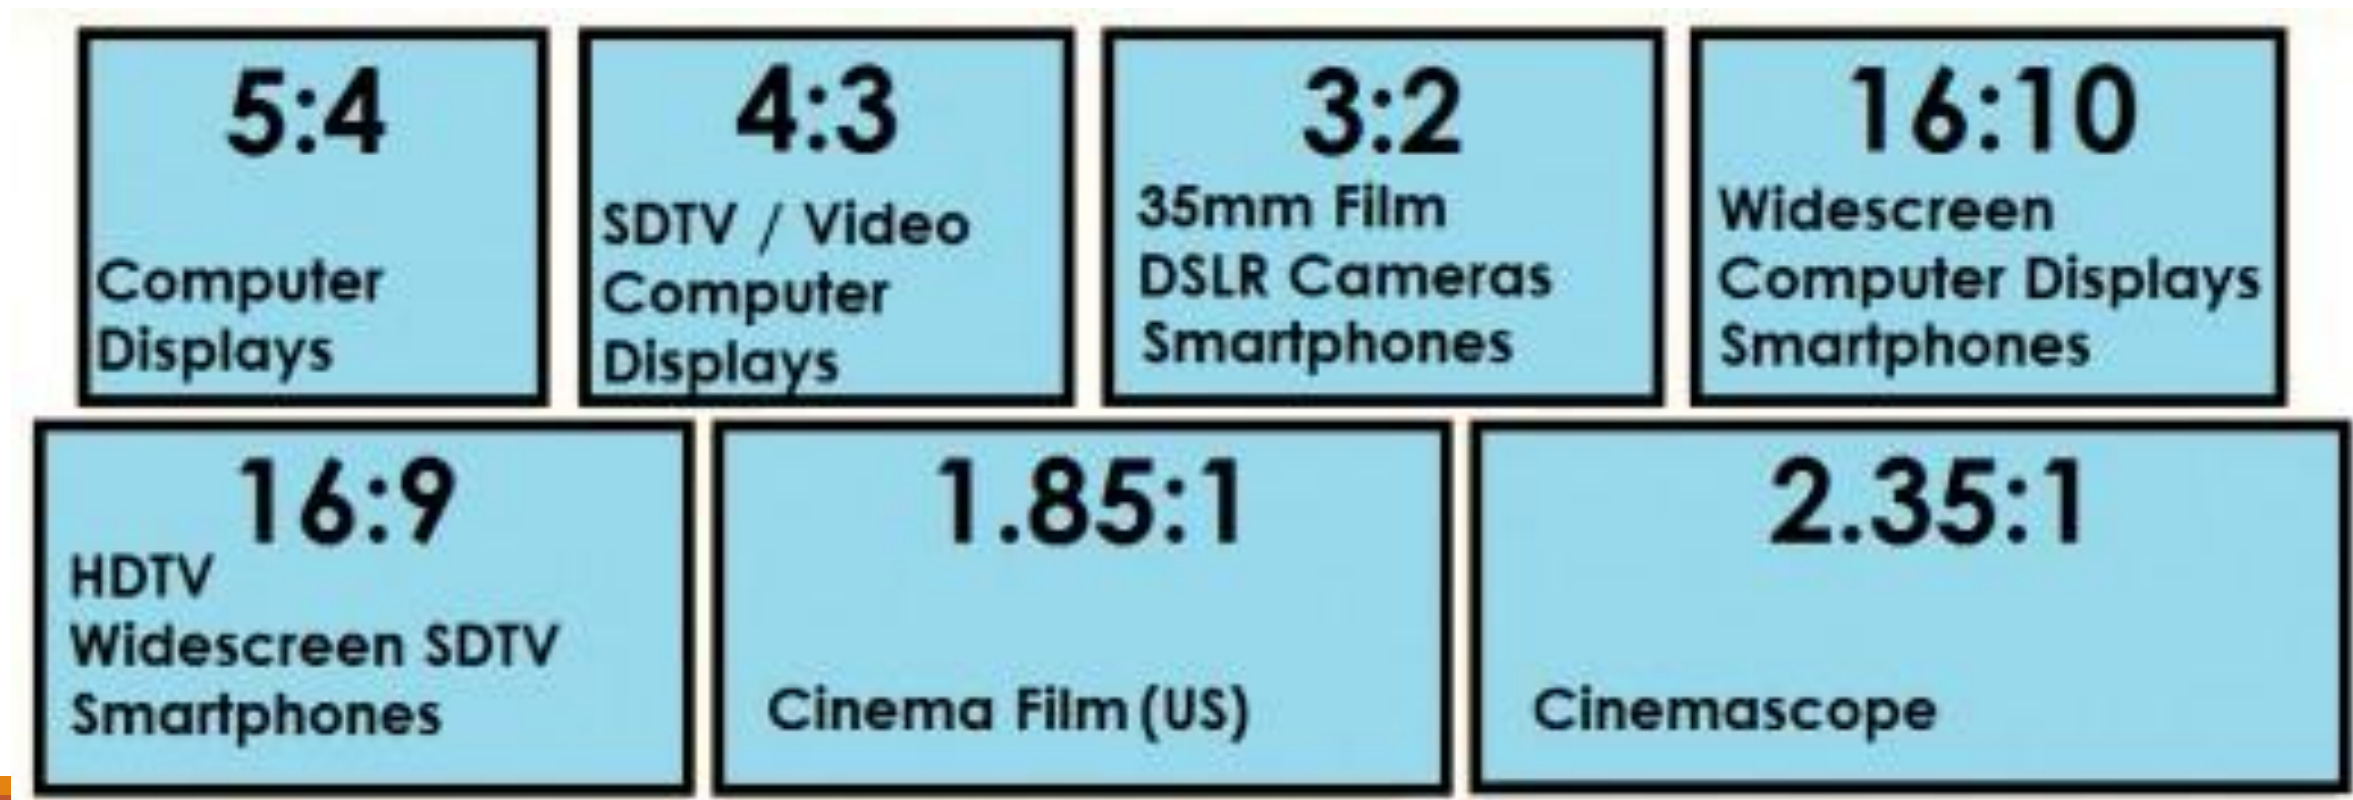 5:4
Computer
Displays
4:3
SDTV / Video
Computer
Displays
3:2
35mm Film
DSLR Cameras
Smartphones
16:10
Widescreen
Computer Displays
Smartphones
16:9
HDTV
Widescreen SDTV
Smartphones
1.85:1
Cinema Film (US)
2.35:1
Cinemascope